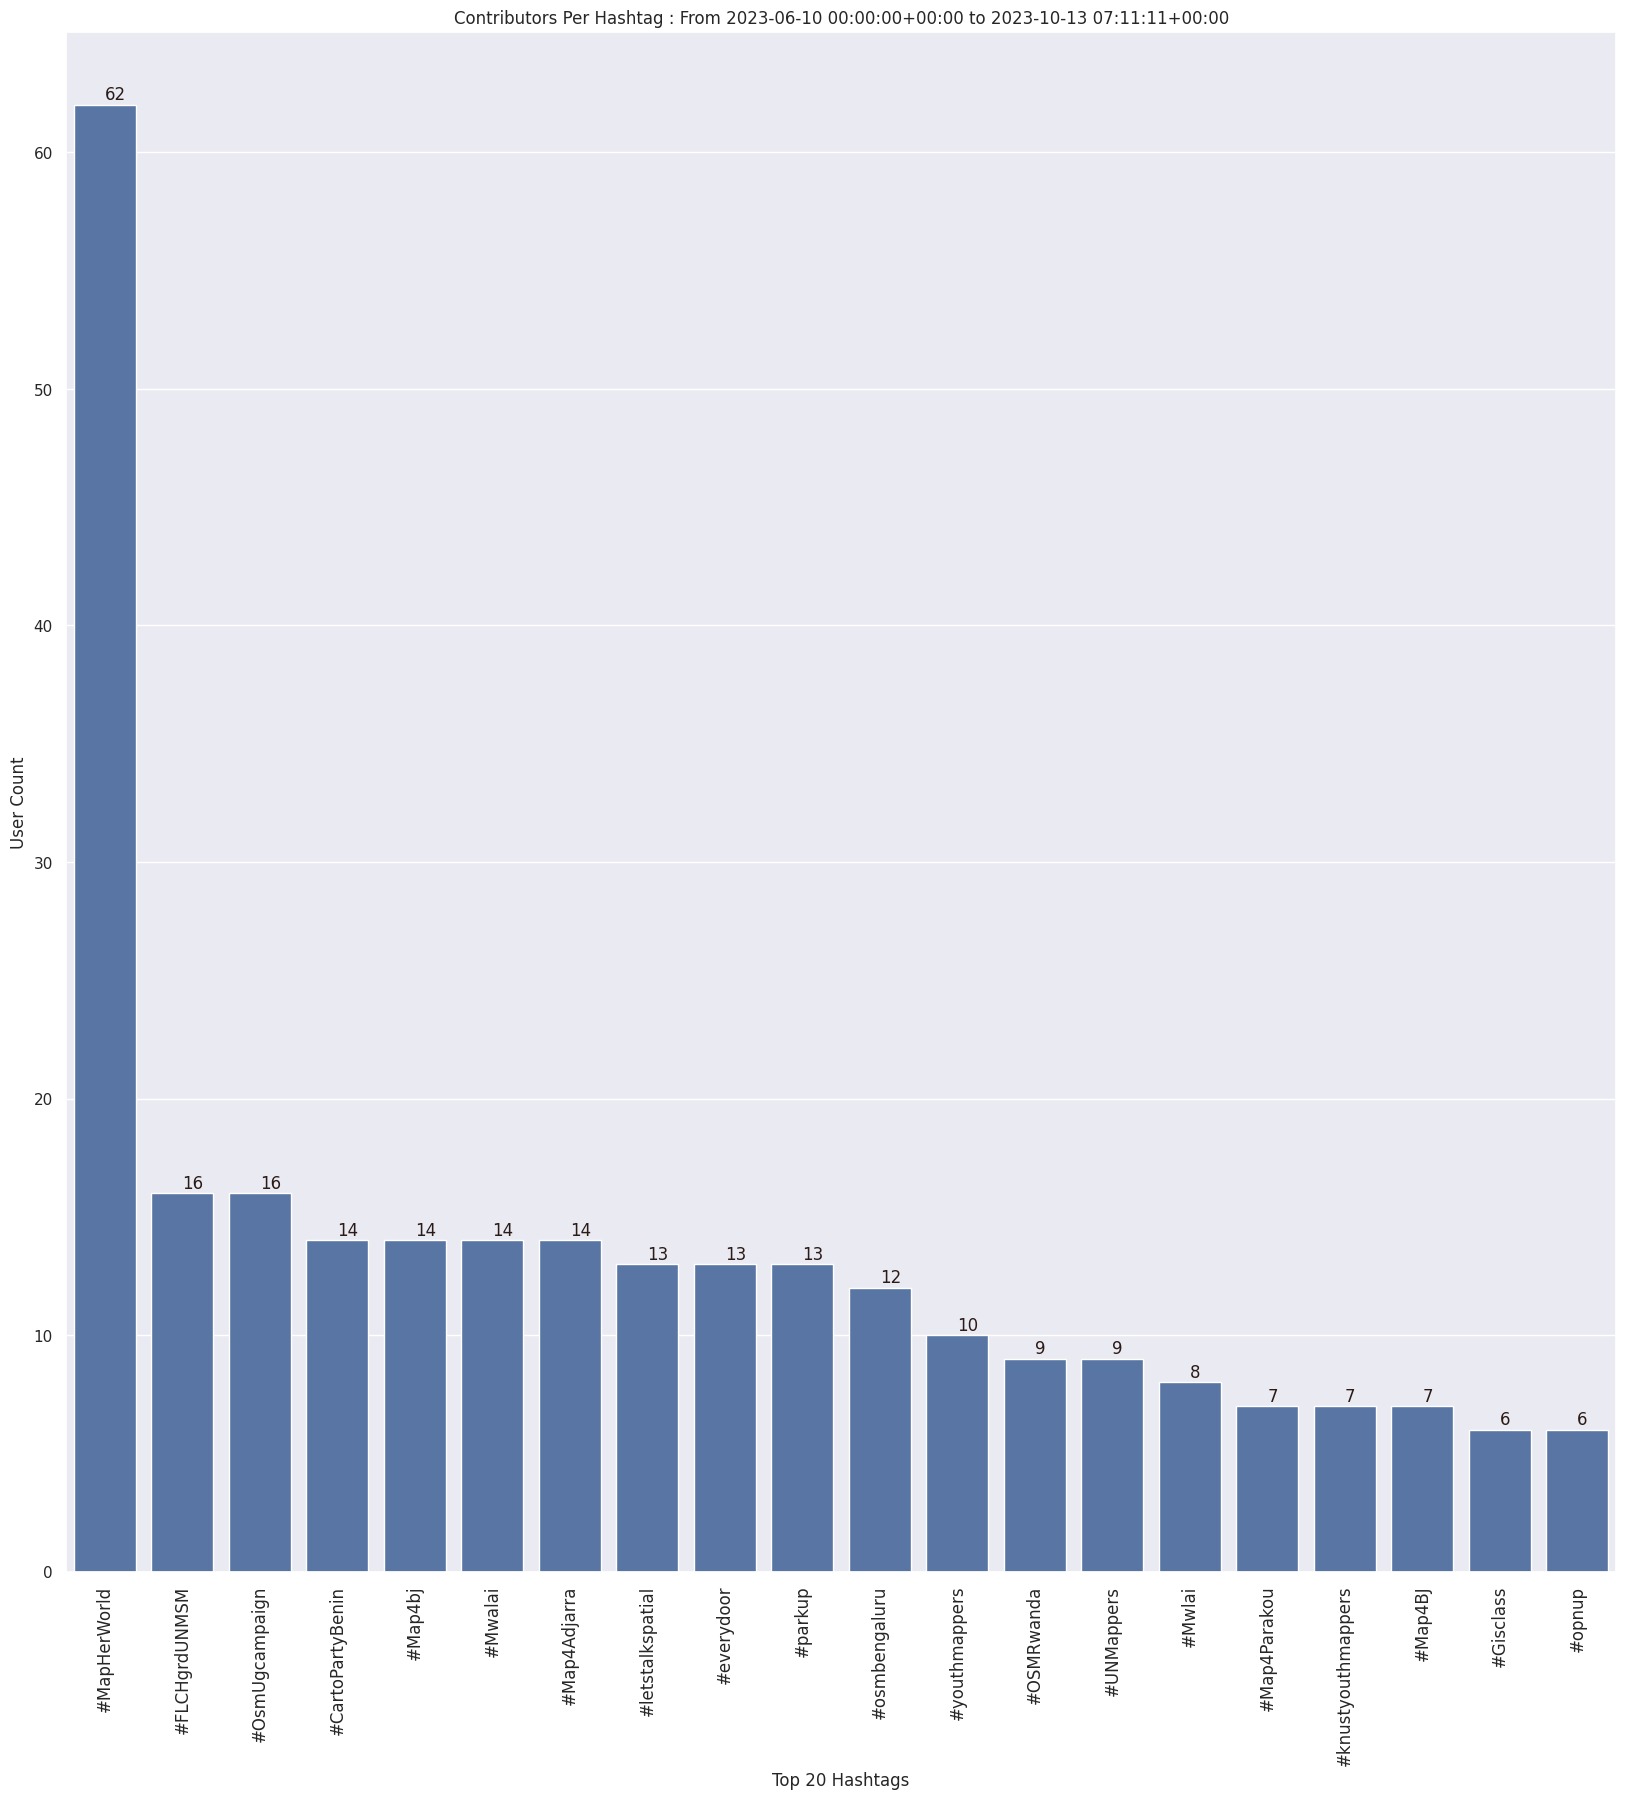 Contributors Per Hashtag : From 2023-06-10 00:00:00+00:00 to 2023-10-13 07:11:11+00:00
User Count
60
50
40
30
20
10
0
62
16
16
14
14
14
14
13
13
13
12
10
9
9
8
7
7
7
6
6
#MapHerWorld
#FLCHgrdUNMSM
#OsmUgcampaign
#CartoPartyBenin
#Map4bj
#Mwalai
#Map4Adjarra
#letstalkspatial
#everydoor
#parkup
#osmbengaluru
#youthmappers
#OSMRwanda
#UNMappers
#Mwlai
#Map4Parakou
#knustyouthmappers
#Map4BJ
#Gisclass
#opnup
Top 20 Hashtags